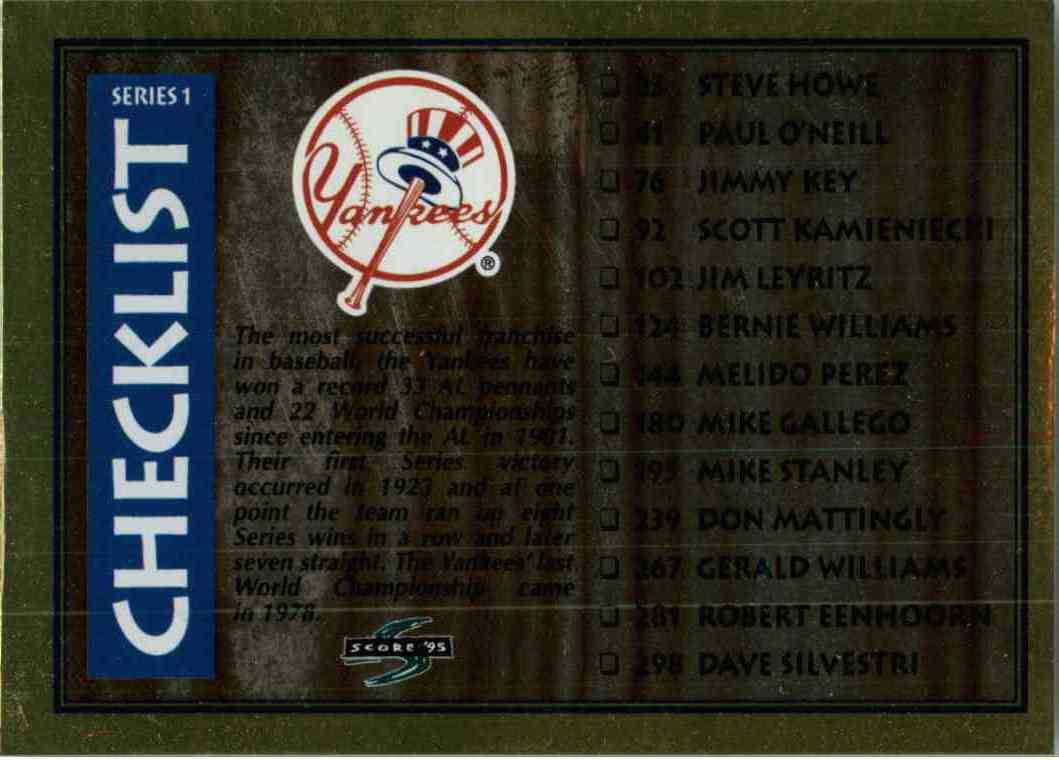 SERIES 1
CHECKLIST
Yankees
®
The most successful franchise
in baseball, the Yankees have
won a record 33 AL pennants
and 22 World Championships
since entering the AL in 1901.
Their first Series victory
occurred in 1923 and at one
point the team ran up eight
Series wins in a row and later
seven straight. The Yankees' last
World Championship came
in 1978.
SCORE '95
STEVE HOWE
41 PAUL O'NEILL
76 JIMMY KEY
92 SCOTT KAMIENIECKI
102 JIM LEYRITZ
124 BERNIE WILLIAMS
144 MELIDO PEREZ
180 MIKE GALLEGO
195 MIKE STANLEY
239 DON MATTINGLY
267 GERALD WILLIAMS
281 ROBERT EENHOORN
298 DAVE SILVESTRI